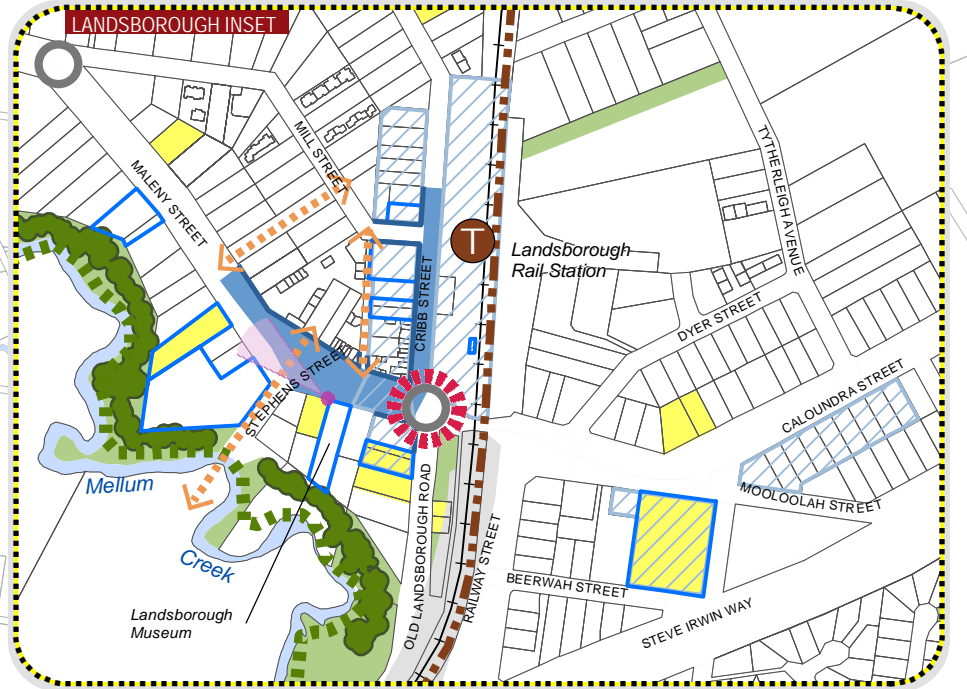 LANDSBOROUGH INSET
MILL STREET
MALENY STREET
TYTHERLEIGH AVENUE
T
Landsborough
Rail Station
CRIBB STREET
DYER STREET
STEPHENS STREET
CALOUNDRA STREET
Mellum
Creek
MOOLOOLAH STREET
OLD LANDSBOROUGH ROAD
RAILWAY STREET
BEERWAH STREET
STEVE IRWIN WAY
Landsborough
Museum